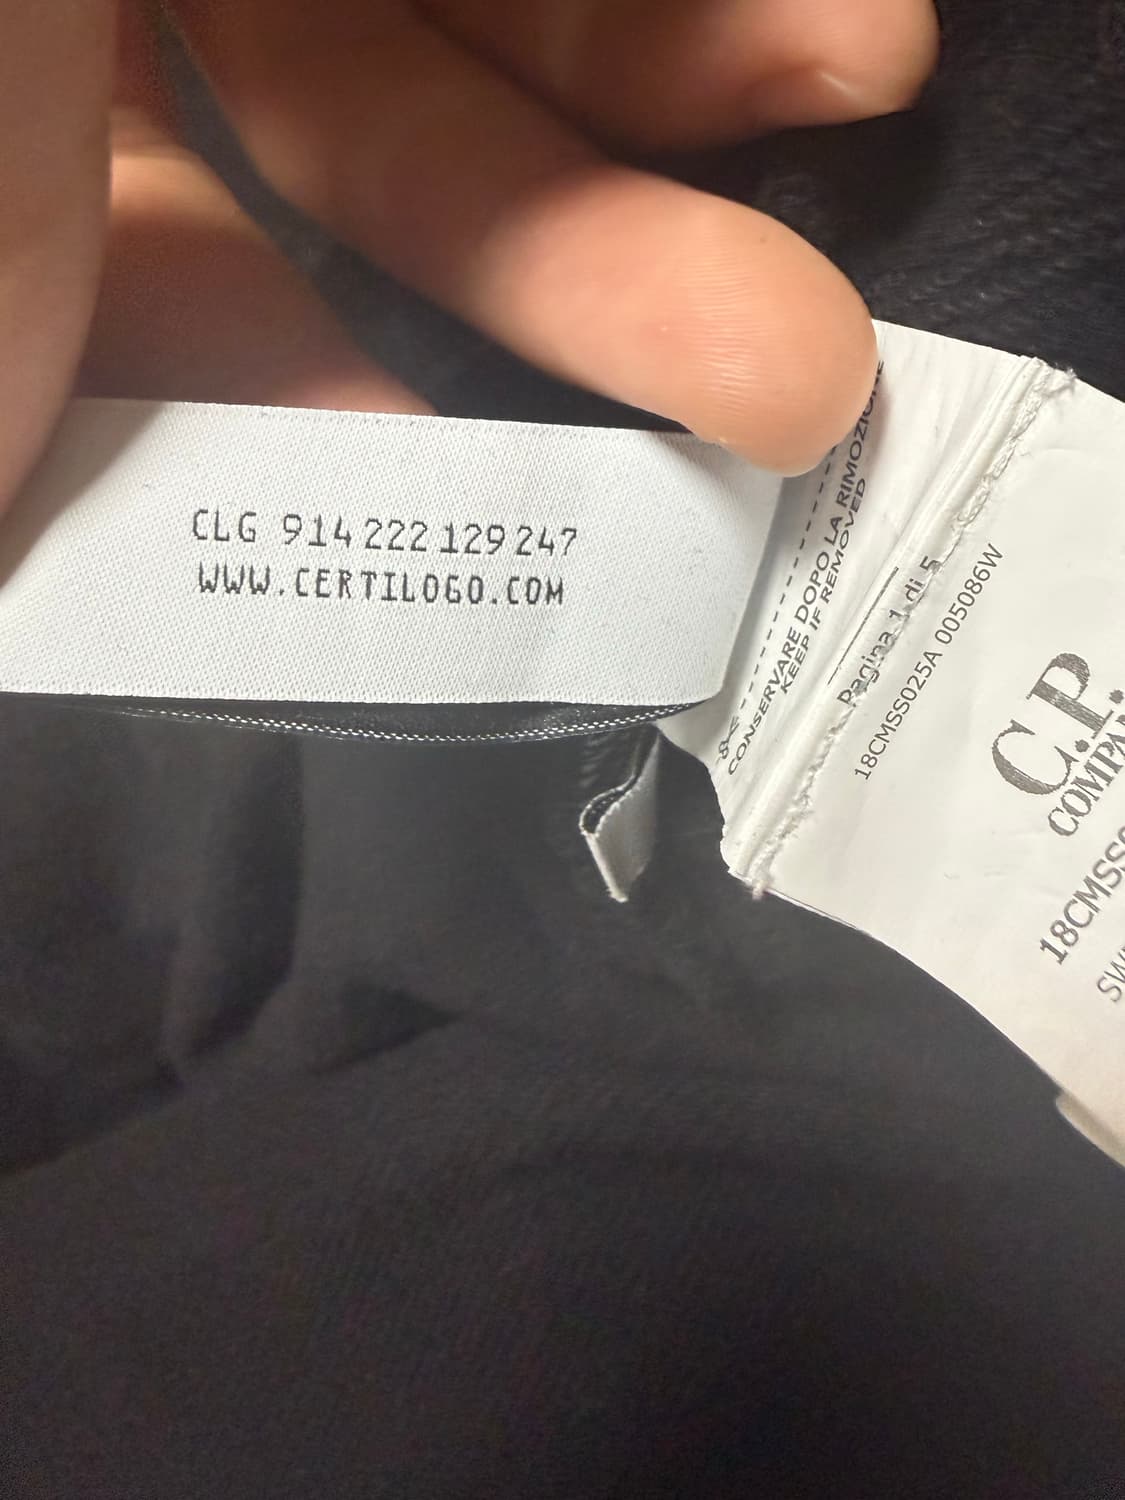 CLG 914 222 129 247
WWW.CERTILOGO.COM
CONSERVARE DOPO LA RIMOZIONE
KEEP IF REMOVED
Pagina 1 di 5
18CMSS025A 005086W
C.P.
COMPAN
18CMSS